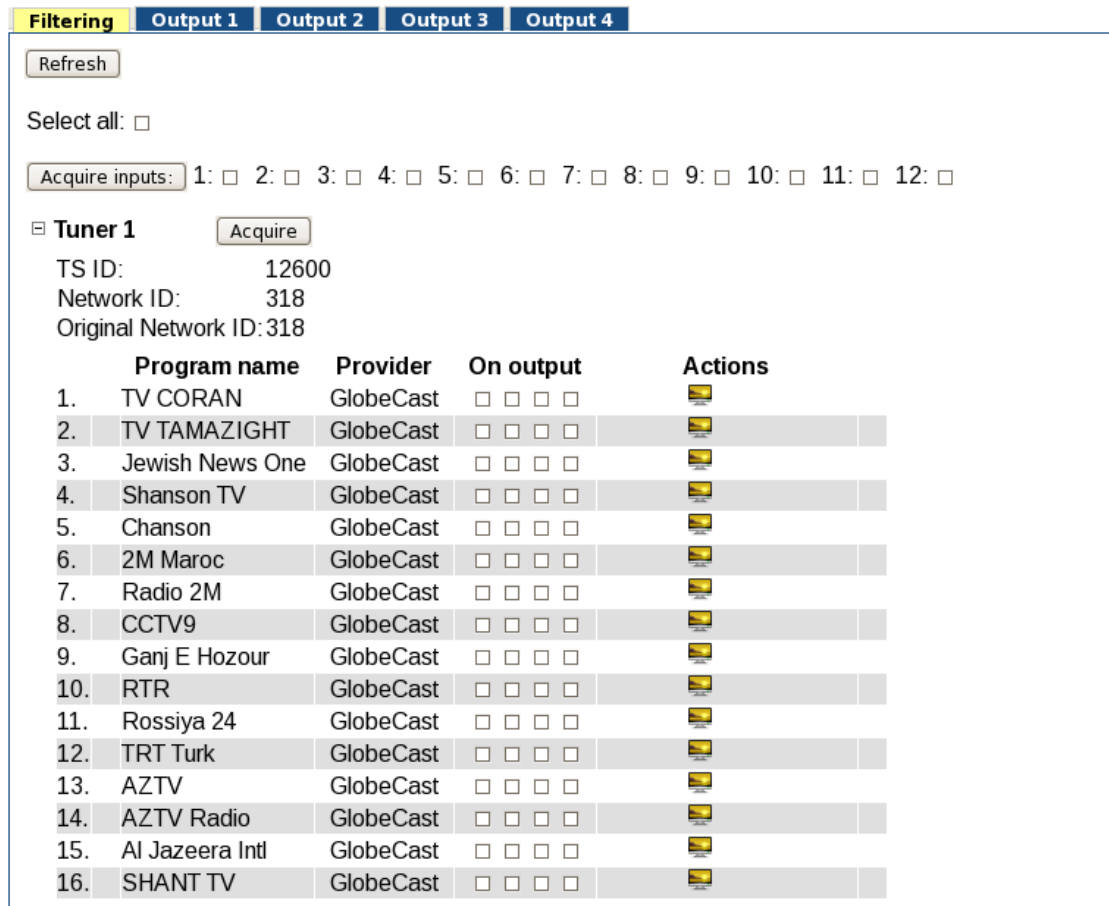 Filtering Output 1 Output 2 Output 3 Output 4
Refresh
Select all:
Acquire inputs: 1: 2: 3: 4: 5: 6: 7: 8: 9: 10: 11: 12:
Tuner 1 Acquire
TS ID: 12600
Network ID: 318
Original Network ID: 318
Program name Provider On output Actions
1. TV CORAN GlobeCast
2. TV TAMAZIGHT GlobeCast
3. Jewish News One GlobeCast
4. Shanson TV GlobeCast
5. Chanson GlobeCast
6. 2M Maroc GlobeCast
7. Radio 2M GlobeCast
8. CCTV9 GlobeCast
9. Ganj E Hozour GlobeCast
10. RTR GlobeCast
11. Rossiya 24 GlobeCast
12. TRT Turk GlobeCast
13. AZTV GlobeCast
14. AZTV Radio GlobeCast
15. Al Jazeera Intl GlobeCast
16. SHANT TV GlobeCast